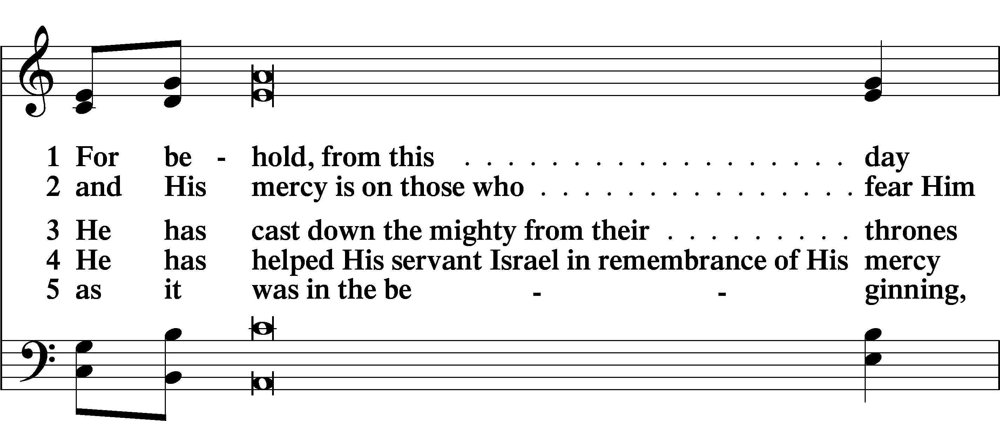 1 For be - hold, from this . . . . . . . . . . . . . . . . . . day
2 and His mercy is on those who . . . . . . . . . . . . . . . fear Him
3 He has cast down the mighty from their . . . . . . . . . thrones
4 He has helped His servant Israel in remembrance of His mercy
5 as it was in the be - - ginning,